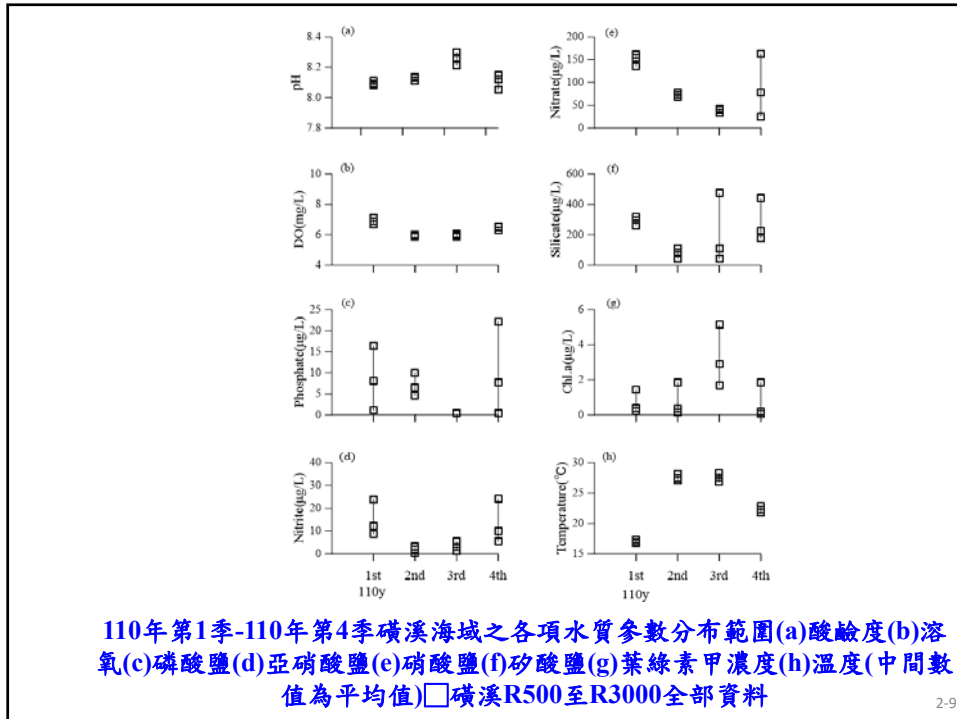 (a)
8.4
8.2
8.0
7.8
pH
(b)
10
8
6
4
DO(mg/L)
(c)
25
20
15
10
5
0
Phosphate(μg/L)
(d)
40
30
20
10
0
Nitrite(μg/L)
1st 2nd 3rd 4th
110y
(e)
200
150
100
50
0
Nitrate(μg/L)
(f)
600
400
200
0
Silicate(μg/L)
(g)
6
4
2
0
Chl.a(μg/L)
(h)
30
25
20
15
Temperature(℃)
1st 2nd 3rd 4th
110y
110年第1季-110年第4季磺溪海域之各項水質參數分布範圍(a)酸鹼度(b)溶
氧(c)磷酸鹽(d)亞硝酸鹽(e)硝酸鹽(f)矽酸鹽(g)葉綠素甲濃度(h)溫度(中間數
值為平均值)□磺溪R500至R3000全部資料
2-9